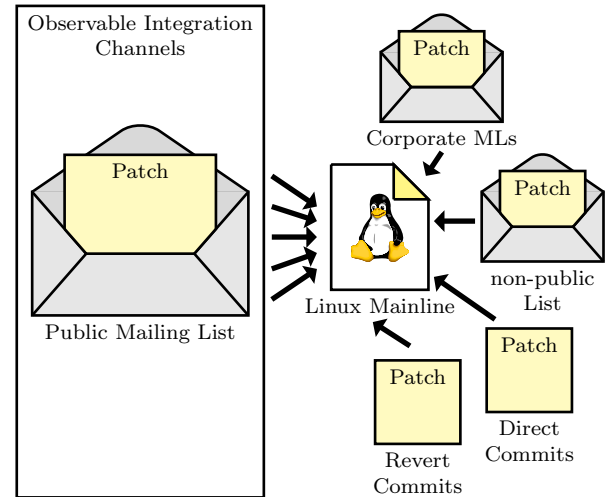 Observable Integration
Channels
Patch
Public Mailing List
Patch
Corporate MLs
Patch
non-public
List
Linux Mainline
Patch
Direct
Commits
Patch
Revert
Commits